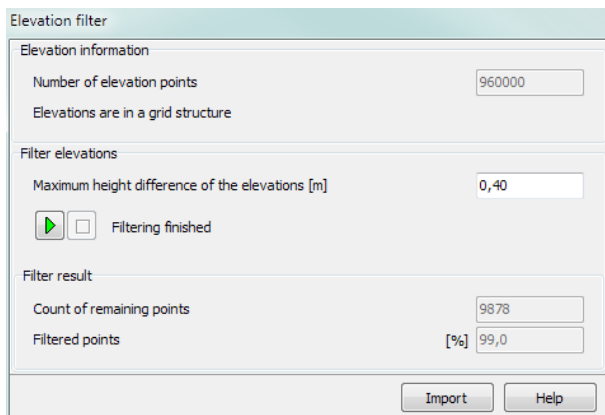 Elevation filter
Elevation information
Number of elevation points 960000
Elevations are in a grid structure
Filter elevations
Maximum height difference of the elevations [m] 0,40
Filtering finished
Filter result
Count of remaining points 9878
Filtered points [%] 99,0
Import Help